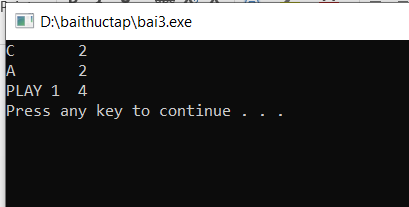 D:\baithuctap\bai3.exe
C 2
A 2
PLAY 1 4
Press any key to continue . . .